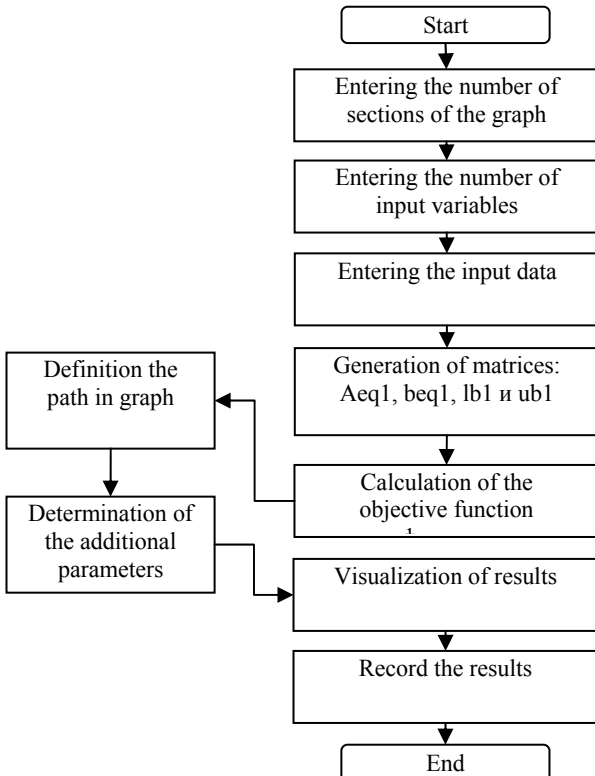 Start
Entering the number of
sections of the graph
Entering the number of
input variables
Entering the input data
Generation of matrices:
Aeq1, beq1, lb1 и ub1
Calculation of the
objective function
Definition the
path in graph
Determination of
the additional
parameters
Visualization of results
Record the results
End